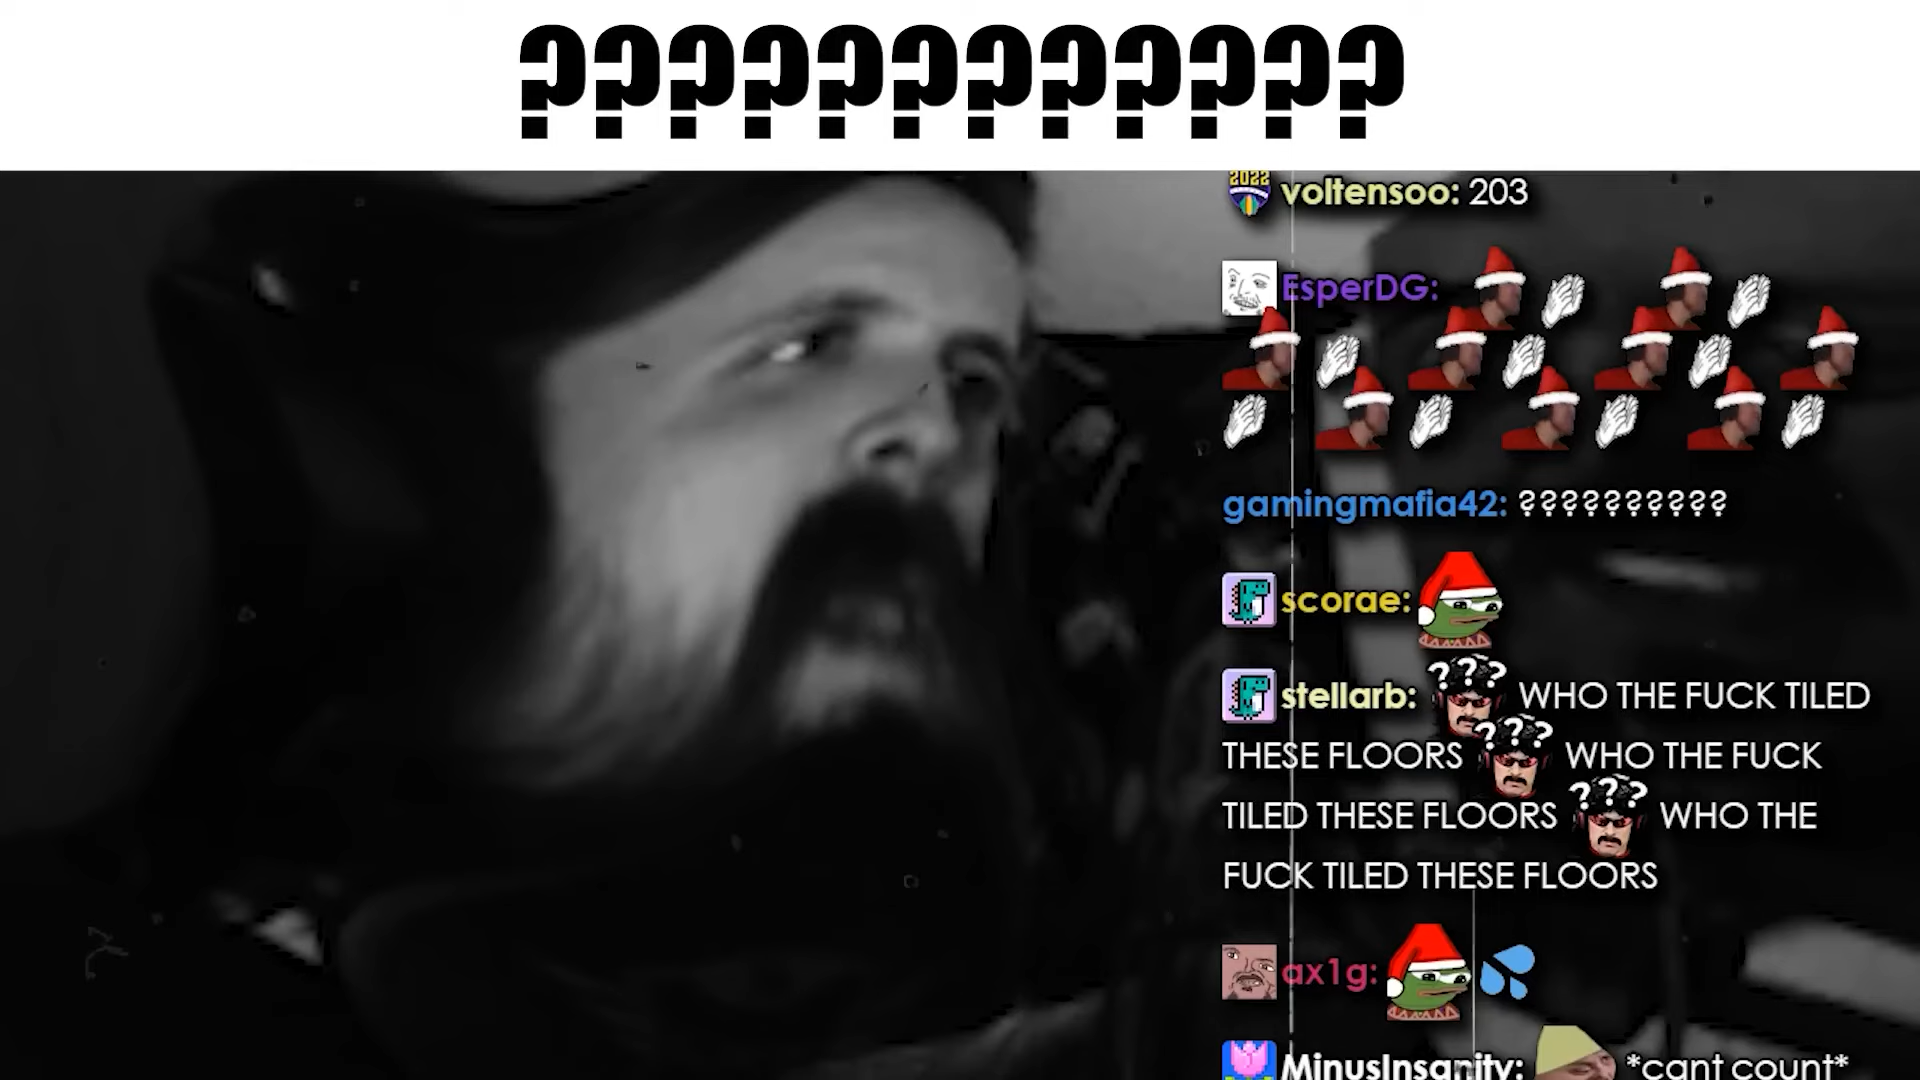 ????????????
2022
voltensoo: 203
EsperDG:
gamingmafia42: ??????????
scorae:
???
stellarb: WHO THE FUCK TILED
???
THESE FLOORS WHO THE FUCK
???
TILED THESE FLOORS WHO THE
FUCK TILED THESE FLOORS
ax1g:
MinusInsanity: *cant count*